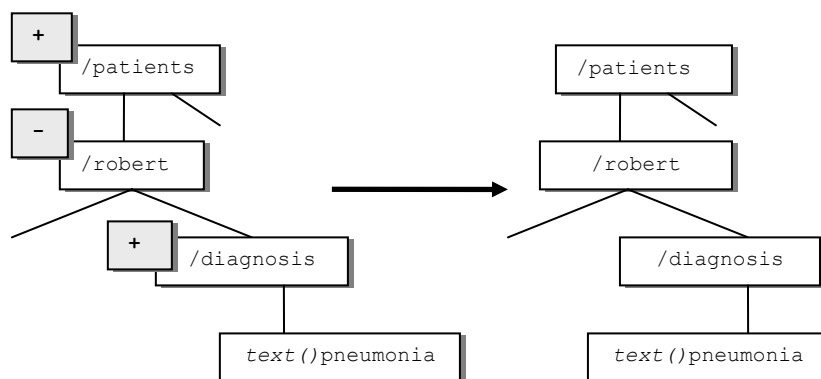 +
/patients
-
/robert
+
/diagnosis
text()pneumonia
/patients
/robert
/diagnosis
text()pneumonia